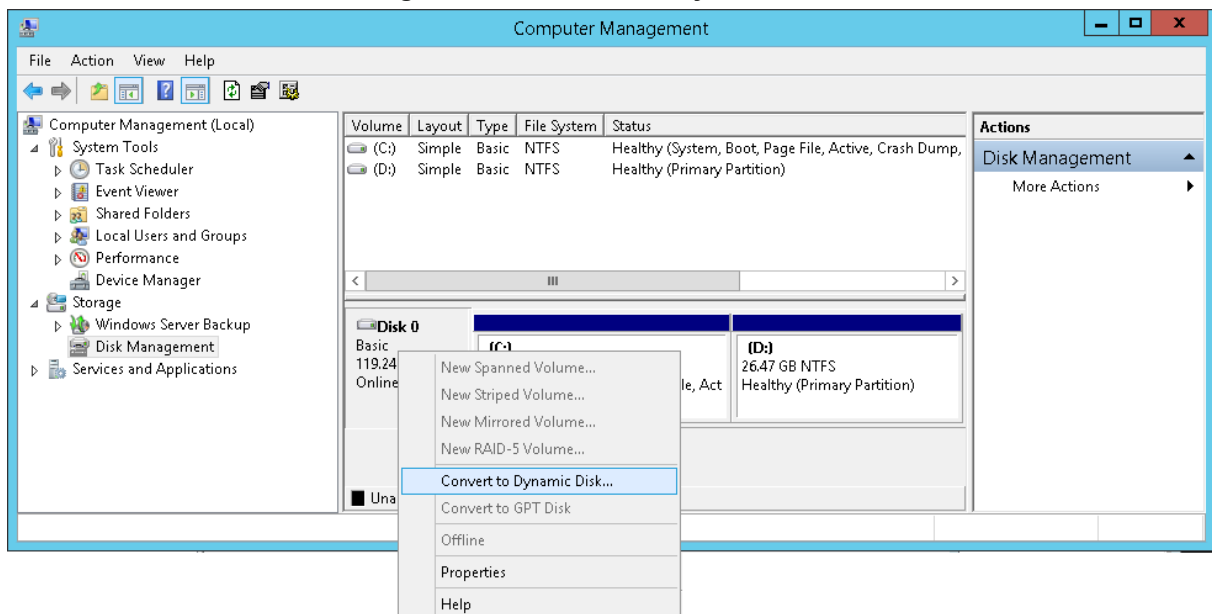 Computer Management
File Action View Help
Computer Management (Local)
System Tools
Task Scheduler
Event Viewer
Shared Folders
Local Users and Groups
Performance
Device Manager
Storage
Windows Server Backup
Disk Management
Services and Applications
Volume Layout Type File System Status
(C:) Simple Basic NTFS Healthy (System, Boot, Page File, Active, Crash Dump,
(D:) Simple Basic NTFS Healthy (Primary Partition)
Disk 0
Basic
119.24
Online
(C:)
le, Act
(D:)
26.47 GB NTFS
Healthy (Primary Partition)
Una
New Spanned Volume...
New Striped Volume...
New Mirrored Volume...
New RAID-5 Volume...
Convert to Dynamic Disk...
Convert to GPT Disk
Offline
Properties
Help
Actions
Disk Management
More Actions